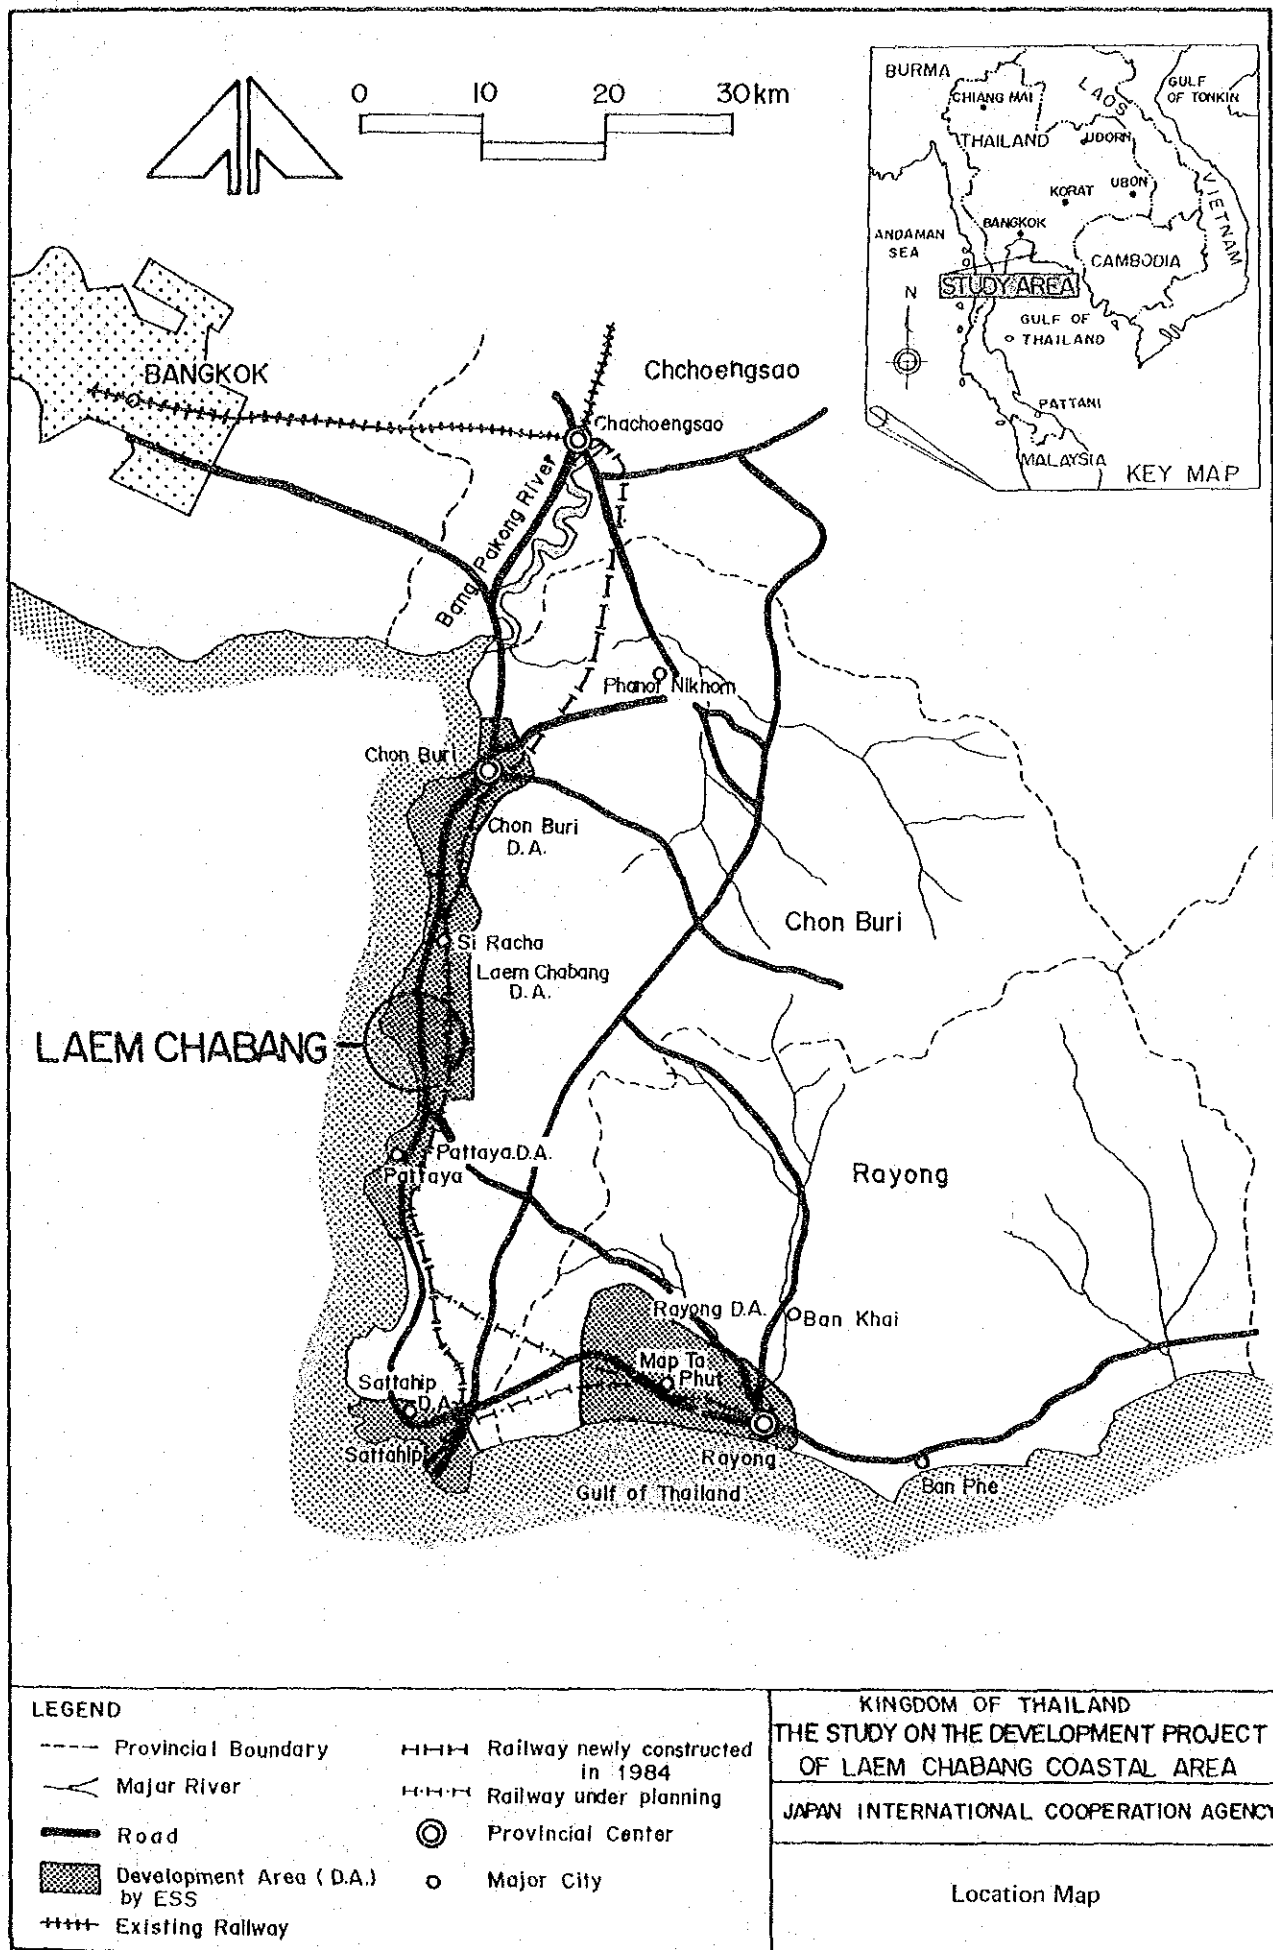 0 10 20 30km
BURMA
CHIANG MAI
LAOS
GULF
OF TONKIN
THAILAND
UDORN
KORAT
UBON
VIETNAM
BANGKOK
ANDAMAN
SEA
CAMBODIA
STUDY AREA
N
GULF OF
THAILAND
PATTANI
MALAYSIA
KEY MAP
BANGKOK
Chchoengsao
Chachoengsao
Bang Pakong River
Phanot Nikhom
Chon Buri
Chon Buri
D.A.
Chon Buri
Si Racha
Laem Chabang
D.A.
LAEM CHABANG
Pattaya.D.A.
Pattaya
Rayong
Rayong D.A.
Ban Khai
Map Ta
Phut
Sattahip
D.A.
Sattahip
Rayong
Ban Phe
Gulf of Thailand
LEGEND
Provincial Boundary
Majar River
Road
Development Area (D.A.)
by ESS
Existing Railway
Railway newly constructed
in 1984
Railway under planning
Provincial Center
Major City
KINGDOM OF THAILAND
THE STUDY ON THE DEVELOPMENT PROJECT
OF LAEM CHABANG COASTAL AREA
JAPAN INTERNATIONAL COOPERATION AGENCY
Location Map